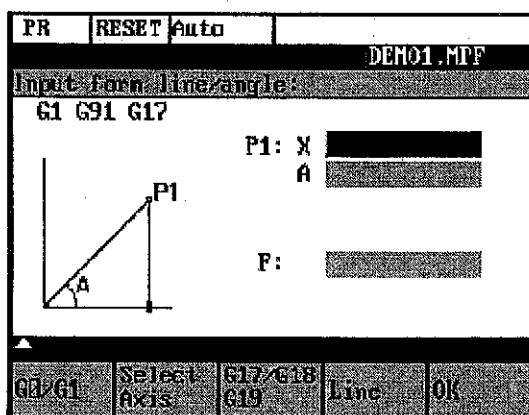 PR RESET Auto
DEMO1.MPF
Input form line/angle:
G1 G91 G17
P1: X
A
P1
F:
A
G0/G1 Select Axis G17/G18 G19 Line OK